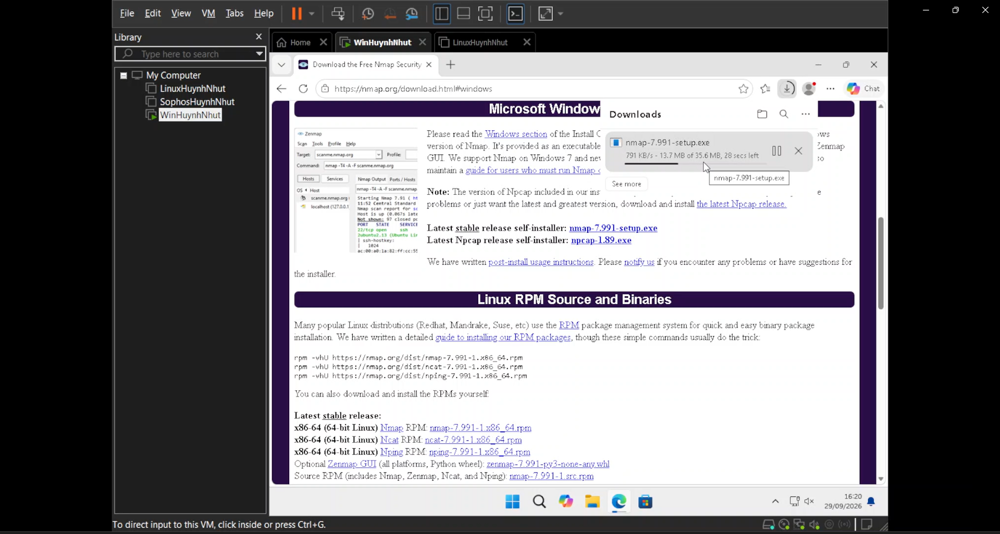 File Edit View VM Tabs Help
Library
Type here to search
My Computer
LinuxHuynhNhut
SophosHuynhNhut
WinHuynhNhut
Home WinHuynhNhut LinuxHuynhNhut
Download the Free Nmap Security
https://nmap.org/download.html#windows
Chat
Microsoft Window
Downloads
nmap-7.991-setup.exe
791 KB/s - 13.7 MB of 35.6 MB, 28 secs left
nmap-7.991-setup.exe
See more
Zenmap
Scan Tools Profile Help
Target: scanme.nmap.org Profile:
Command: nmap -T4 -A -F scanme.nmap.org
Hosts Services Nmap Output Ports / Hosts
OS Host nmap -T4 -A -F scanme.nmap
scanme.nmap.org
localhost (127.0.0.1
Starting Nmap 7.91 ( ht
11:52 Central Standard
Nmap scan report for sc
Host is up (0.067s late
Not shown: 97 closed po
PORT STATE SERVICE
22/tcp open ssh
2ubuntu2.13 (Ubuntu Lin
| ssh-hostkey:
| 1024
ac:00:a0:1a:82:ff:cc:55
Please read the Windows section of the Install G ows
version of Nmap. It's provided as an executable Zenmap
GUI. We support Nmap on Windows 7 and new so
maintain a guide for users who must run Nmap o
Note: The version of Npcap included in our ins e
problems or just want the latest and greatest version, download and install the latest Npcap release.
Latest stable release self-installer: nmap-7.991-setup.exe
Latest Npcap release self-installer: npcap-1.89.exe
We have written post-install usage instructions. Please notify us if you encounter any problems or have suggestions for
the installer.
Linux RPM Source and Binaries
Many popular Linux distributions (Redhat, Mandrake, Suse, etc) use the RPM package management system for quick and easy binary package
installation. We have written a detailed guide to installing our RPM packages, though these simple commands usually do the trick:
rpm -vhU https://nmap.org/dist/nmap-7.991-1.x86_64.rpm
rpm -vhU https://nmap.org/dist/ncat-7.991-1.x86_64.rpm
rpm -vhU https://nmap.org/dist/nping-7.991-1.x86_64.rpm
You can also download and install the RPMs yourself:
Latest stable release:
x86-64 (64-bit Linux) Nmap RPM: nmap-7.991-1.x86_64.rpm
x86-64 (64-bit Linux) Ncat RPM: ncat-7.991-1.x86_64.rpm
x86-64 (64-bit Linux) Nping RPM: nping-7.991-1.x86_64.rpm
Optional Zenmap GUI (all platforms, Python wheel): zenmap-7.991-py3-none-any.whl
Source RPM (includes Nmap, Zenmap, Ncat, and Nping): nmap-7.991-1.src.rpm
16:20
29/09/2026
To direct input to this VM, click inside or press Ctrl+G.